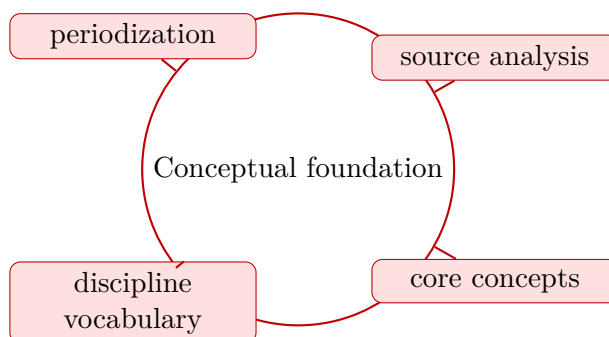 periodization
source analysis
Conceptual foundation
discipline
vocabulary
core concepts